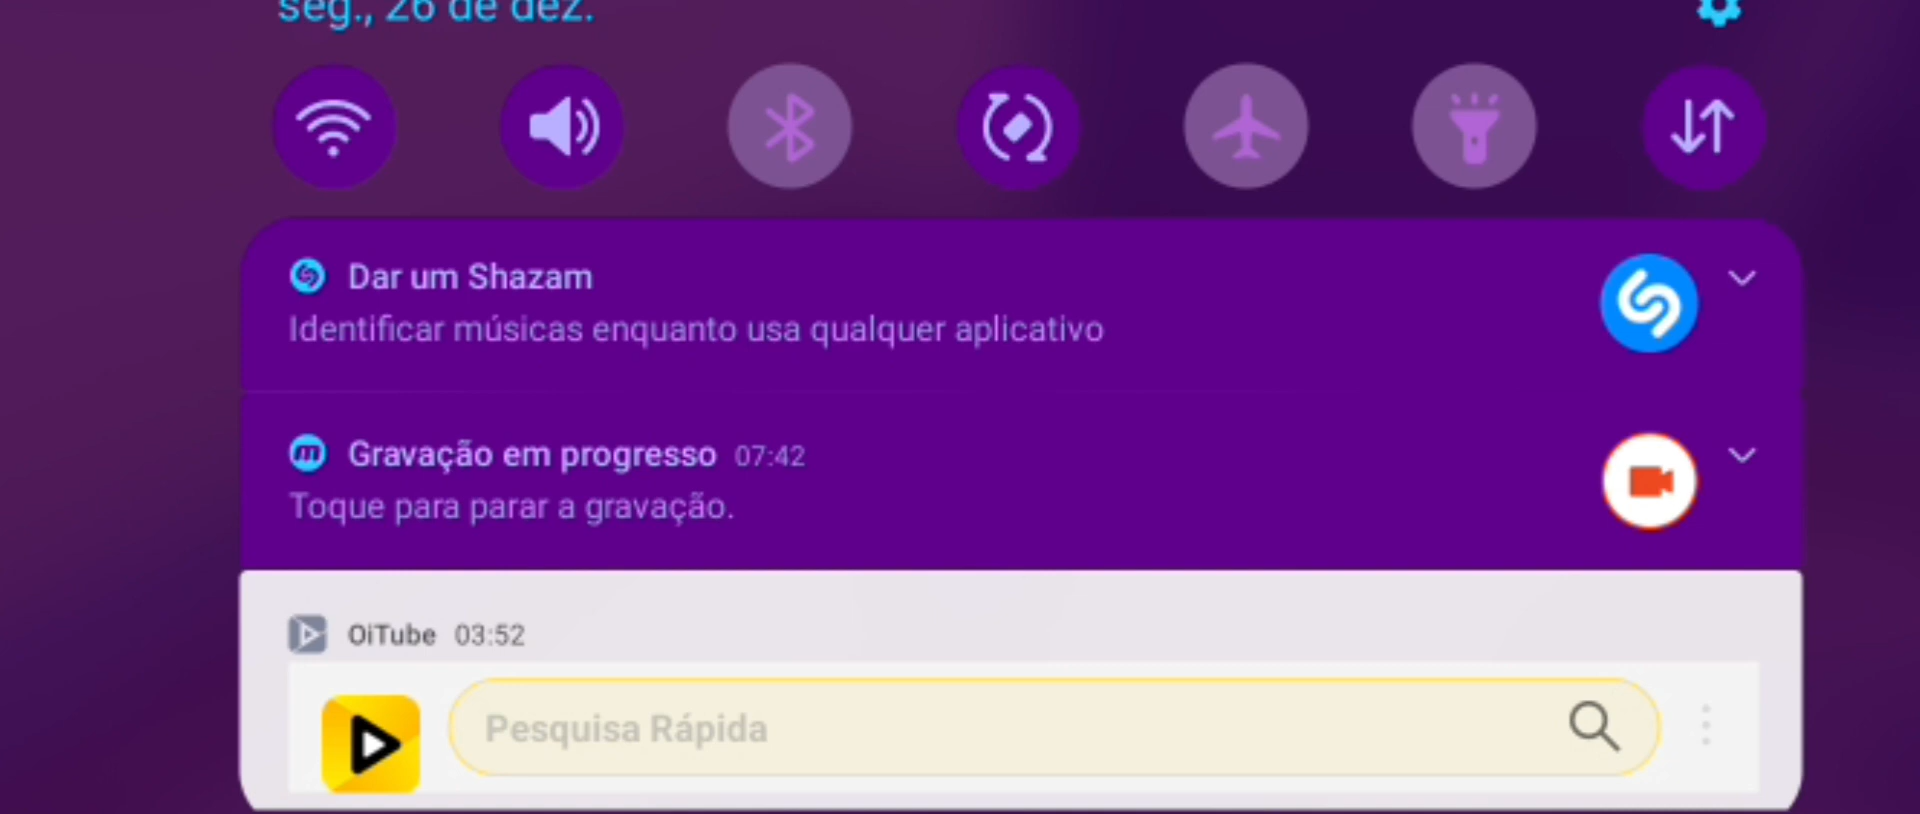 seg., 26 de dez.
Dar um Shazam
Identificar músicas enquanto usa qualquer aplicativo
Gravação em progresso 07:42
Toque para parar a gravação.
OiTube 03:52
Pesquisa Rápida